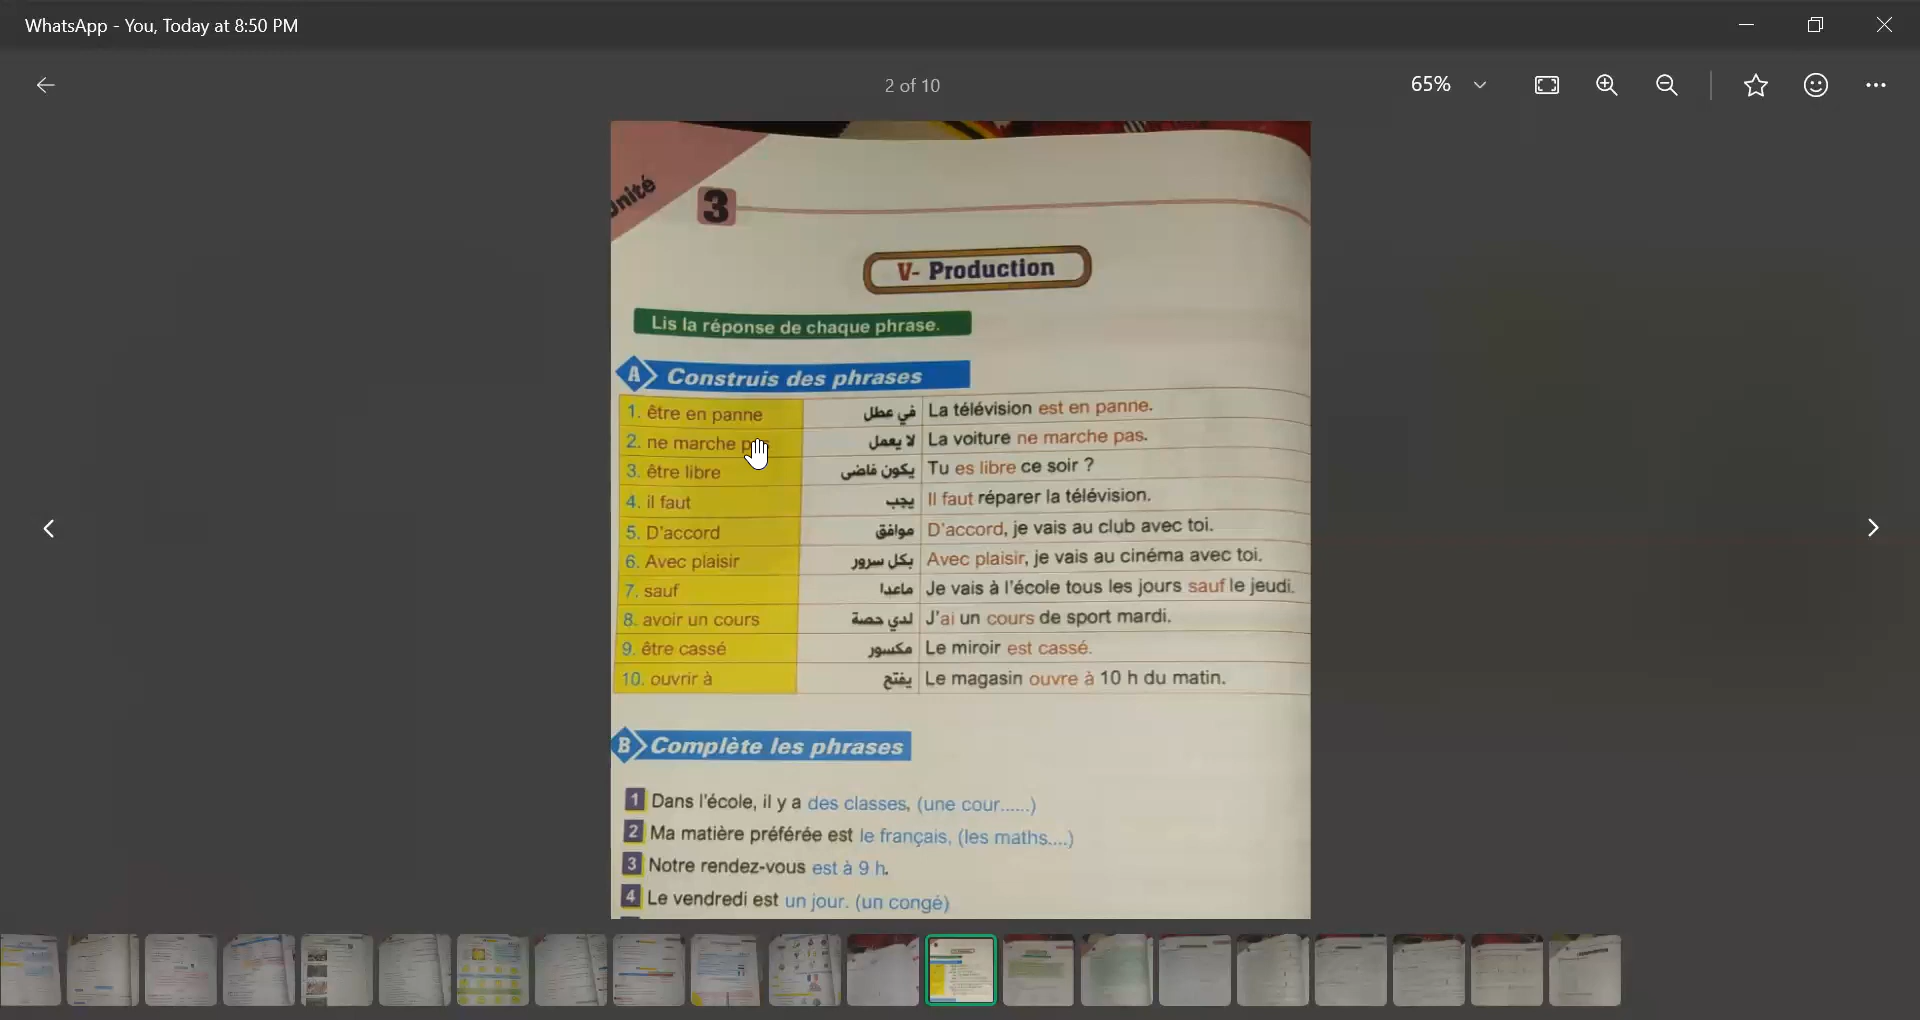 WhatsApp - You, Today at 8:50 PM
2 of 10
65%
Unité
3
V- Production
Lis la réponse de chaque phrase.
A Construis des phrases
1. être en panne في عطل La télévision est en panne.
2. ne marche pas لا يعمل La voiture ne marche pas.
3. être libre يكون فاضى Tu es libre ce soir ?
4. il faut يجب Il faut réparer la télévision.
5. D'accord موافق D'accord, je vais au club avec toi.
6. Avec plaisir بكل سرور Avec plaisir, je vais au cinéma avec toi.
7. sauf ماعدا Je vais à l'école tous les jours sauf le jeudi.
8. avoir un cours لدي حصة J'ai un cours de sport mardi.
9. être cassé مكسور Le miroir est cassé.
10. ouvrir à يفتح Le magasin ouvre à 10 h du matin.
B Complète les phrases
1 Dans l'école, il y a des classes, (une cour......)
2 Ma matière préférée est le français, (les maths....)
3 Notre rendez-vous est à 9 h.
4 Le vendredi est un jour. (un congé)